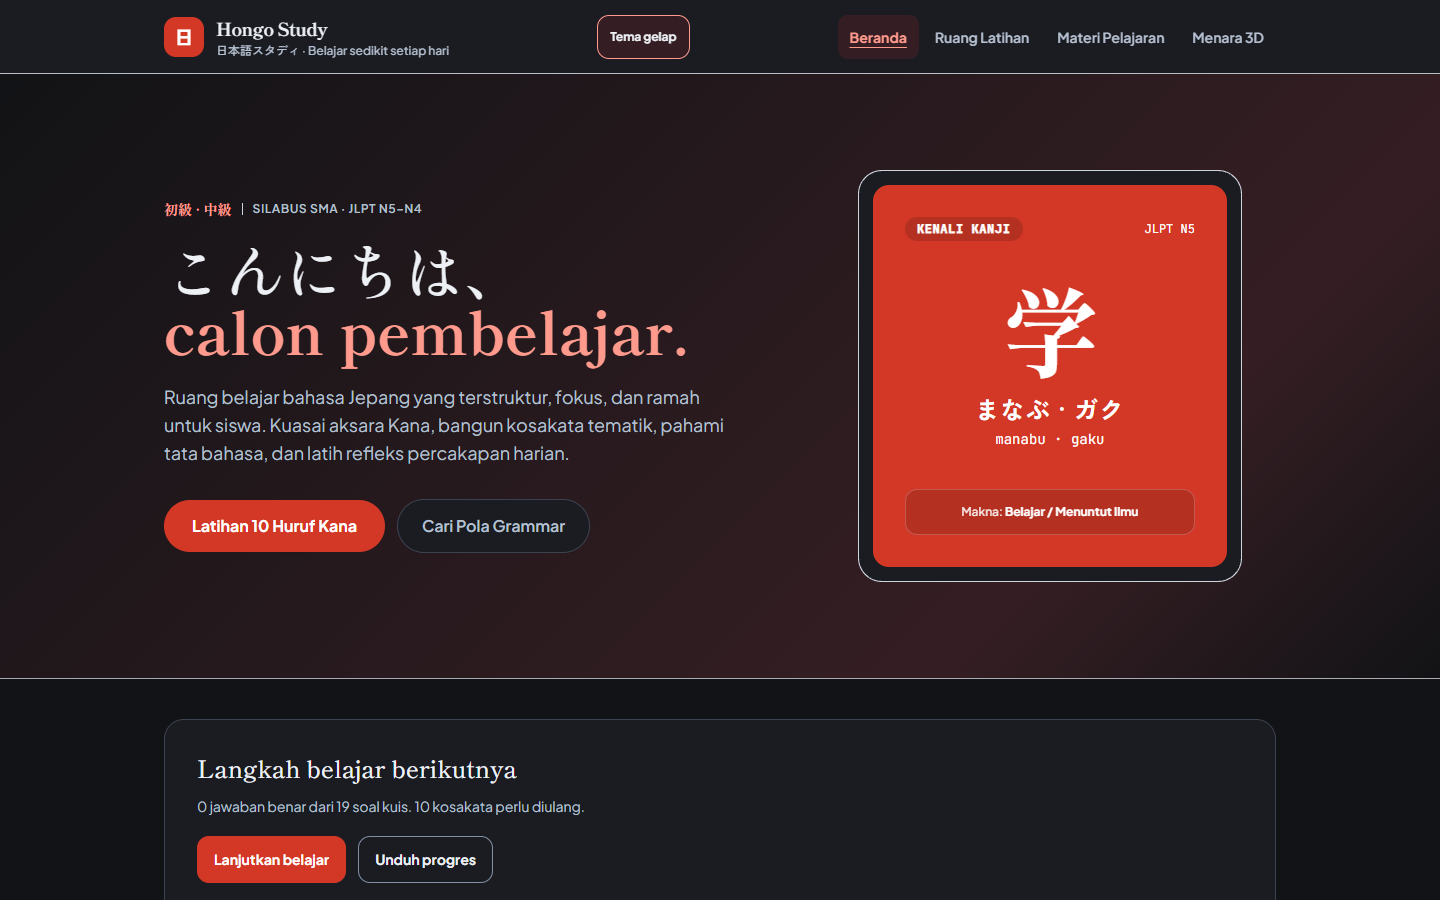 日
Hongo Study
日本語スタディ · Belajar sedikit setiap hari
Tema gelap
Beranda
Ruang Latihan
Materi Pelajaran
Menara 3D
初級 · 中級
SILABUS SMA · JLPT N5–N4
こんにちは、
calon pembelajar.
Ruang belajar bahasa Jepang yang terstruktur, fokus, dan ramah
untuk siswa. Kuasai aksara Kana, bangun kosakata tematik, pahami
tata bahasa, dan latih refleks percakapan harian.
Latihan 10 Huruf Kana
Cari Pola Grammar
KENALI KANJI
JLPT N5
学
まなぶ · ガク
manabu · gaku
Makna: Belajar / Menuntut Ilmu
Langkah belajar berikutnya
0 jawaban benar dari 19 soal kuis. 10 kosakata perlu diulang.
Lanjutkan belajar
Unduh progres